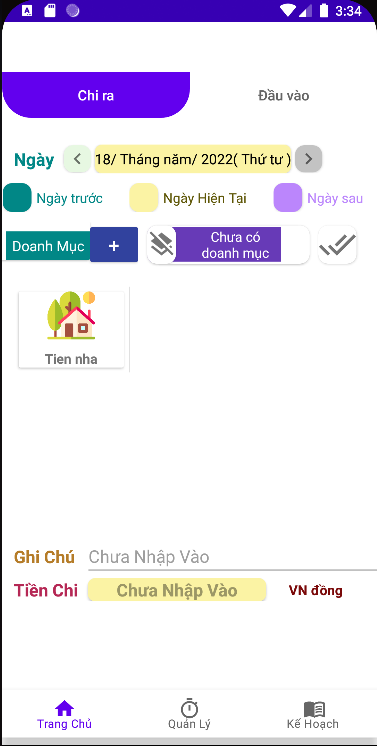 3:34
Chi ra
Đầu vào
Ngày
18/ Tháng năm/ 2022( Thứ tư )
Ngày trước
Ngày Hiện Tại
Ngày sau
Doanh Mục
+
Chưa có
doanh mục
Tien nha
Ghi Chú
Chưa Nhập Vào
Tiền Chi
Chưa Nhập Vào
VN đồng
Trang Chủ
Quản Lý
Kế Hoạch